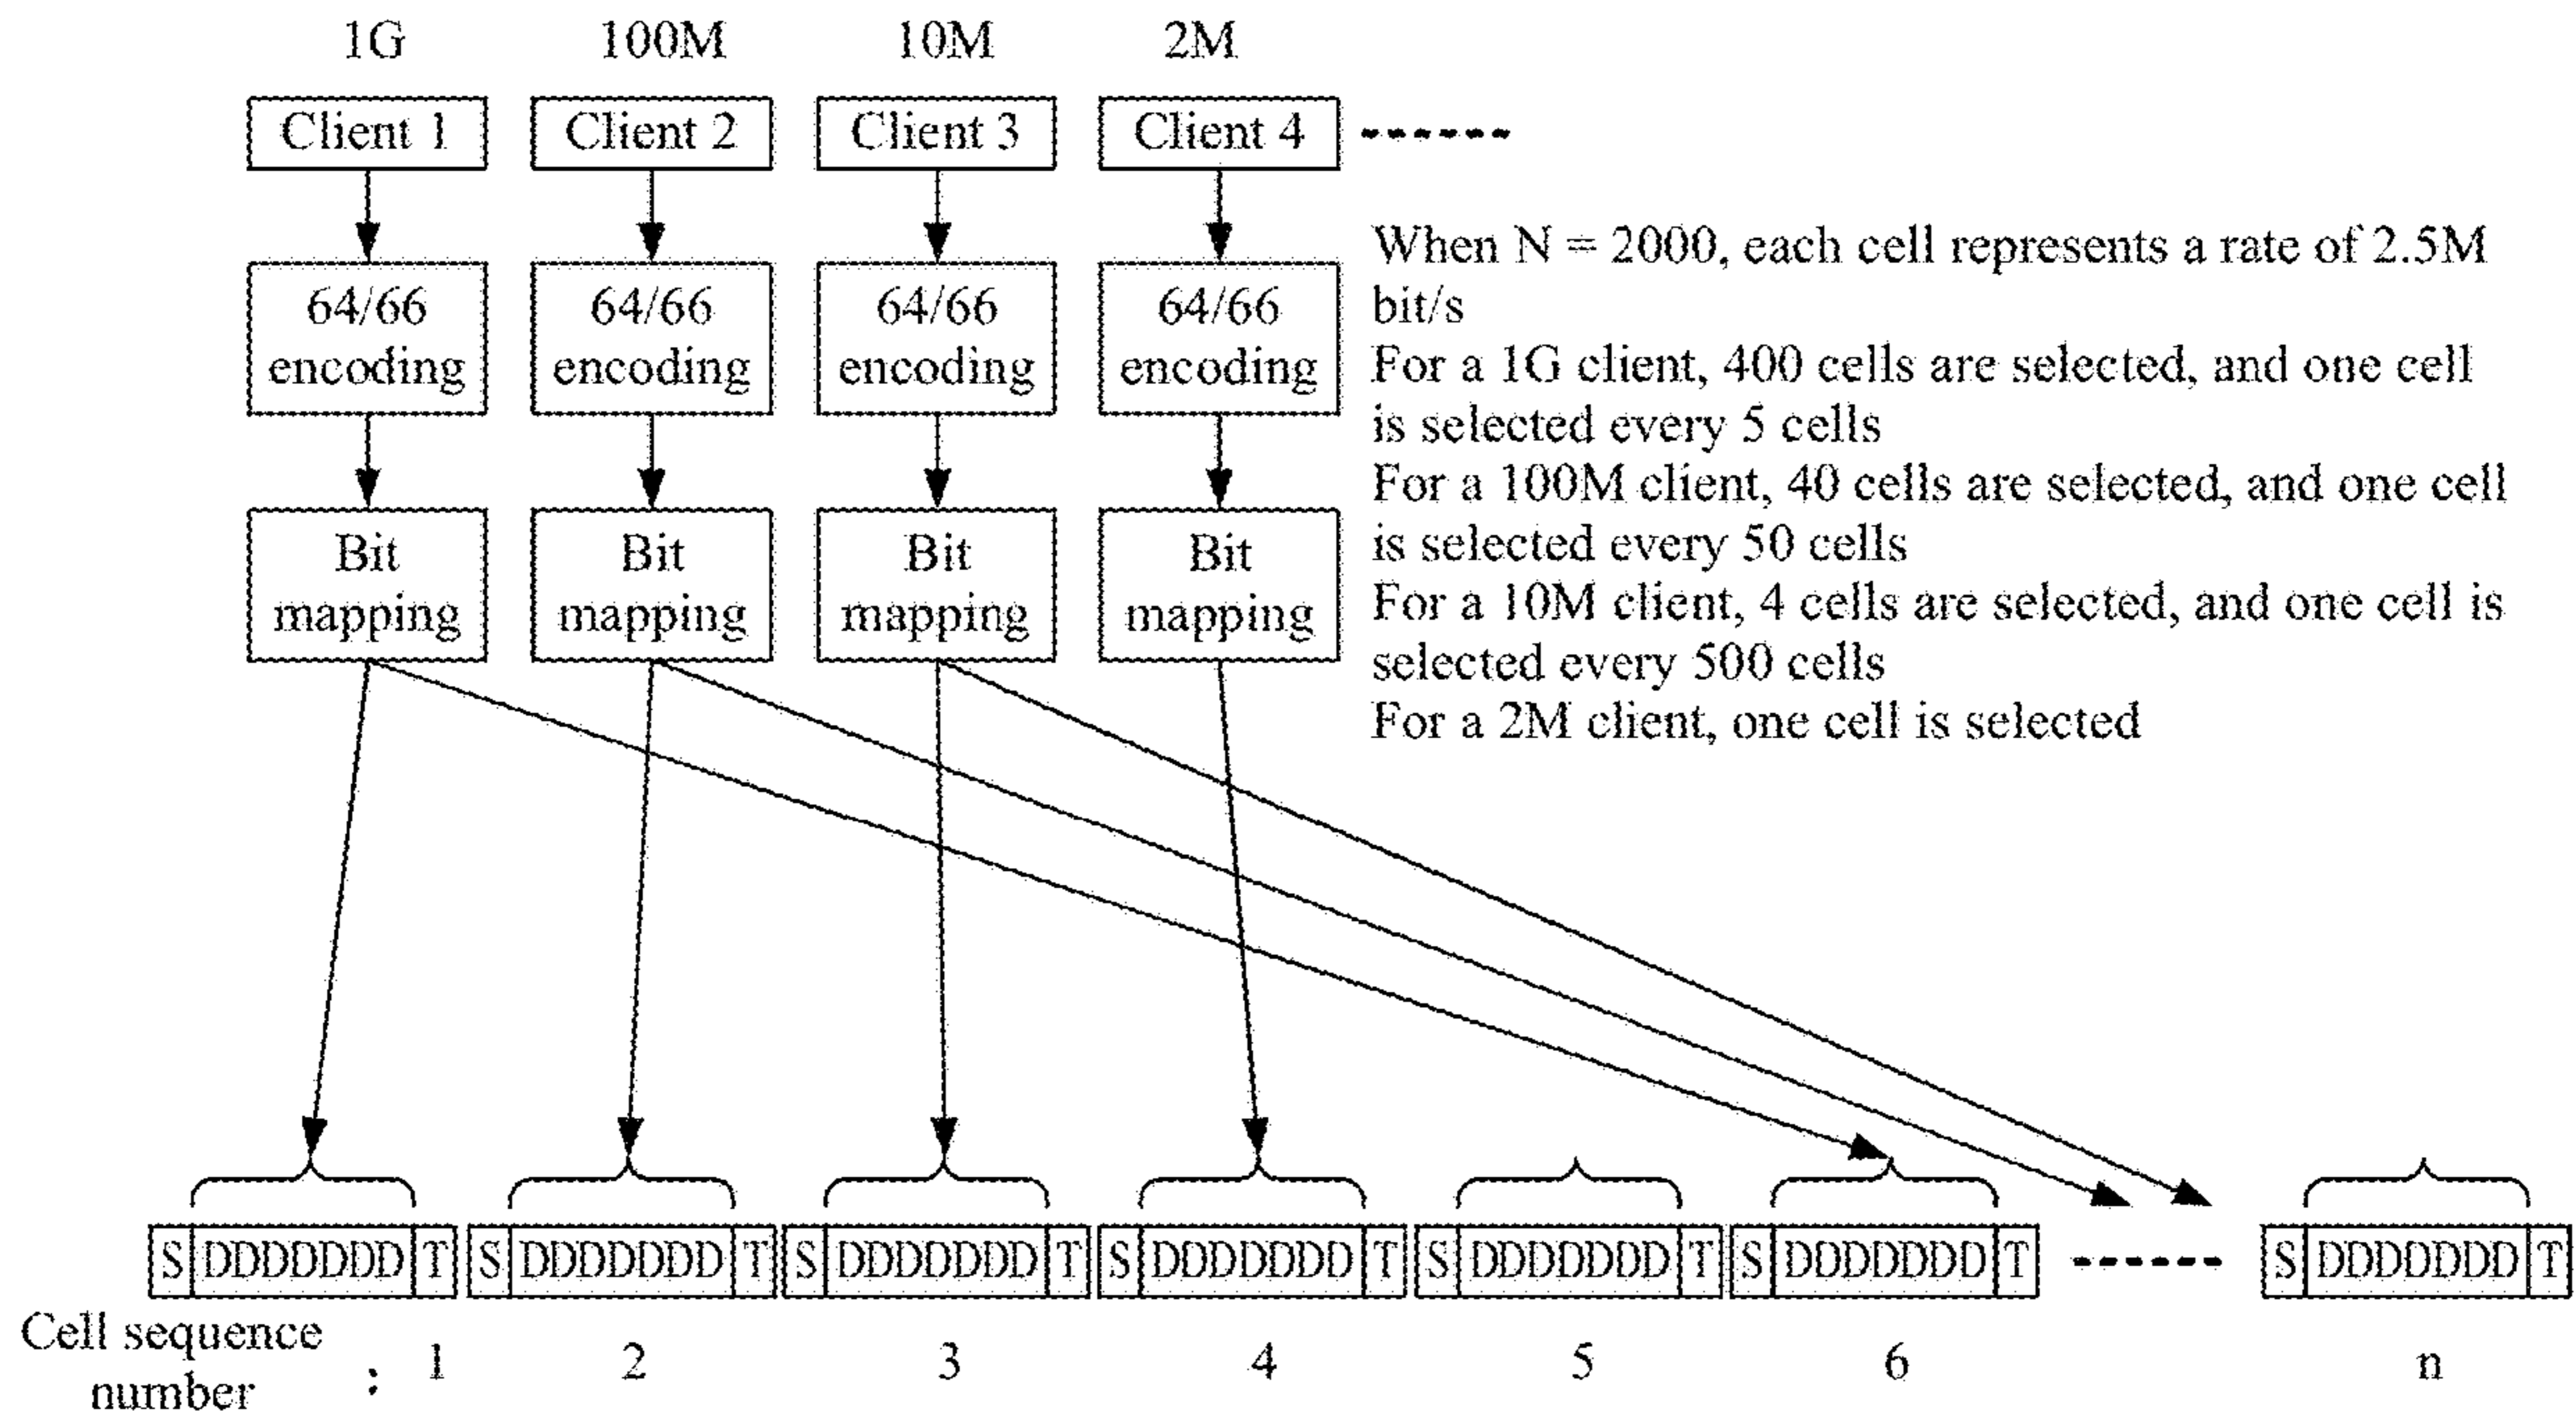 1G 100M 10M 2M
Client 1 Client 2 Client 3 Client 4
When N = 2000, each cell represents a rate of 2.5M
bit/s
For a 1G client, 400 cells are selected, and one cell
is selected every 5 cells
For a 100M client, 40 cells are selected, and one cell
is selected every 50 cells
For a 10M client, 4 cells are selected, and one cell is
selected every 500 cells
For a 2M client, one cell is selected
64/66 64/66 64/66 64/66
encoding encoding encoding encoding
Bit Bit Bit Bit
mapping mapping mapping mapping
S DDDDDDD T S DDDDDDD T S DDDDDDD T S DDDDDDD T S DDDDDDD T S DDDDDDD T S DDDDDDD T
Cell sequence
number : 1 2 3 4 5 6 n